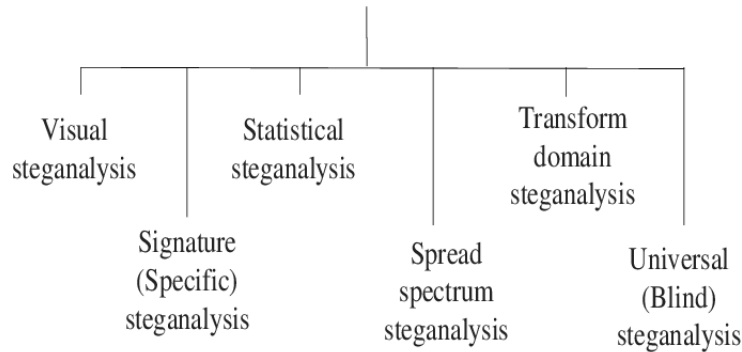 Visual
steganalysis
Signature
(Specific)
steganalysis
Statistical
steganalysis
Spread
spectrum
steganalysis
Transform
domain
steganalysis
Universal
(Blind)
steganalysis